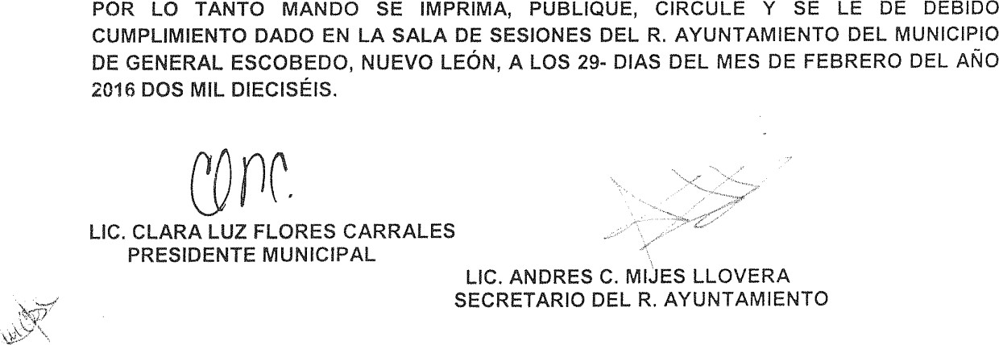 POR LO TANTO MANDO SE IMPRIMA, PUBLIQUE, CIRCULE Y SE LE DE DEBIDO
CUMPLIMIENTO DADO EN LA SALA DE SESIONES DEL R. AYUNTAMIENTO DEL MUNICIPIO
DE GENERAL ESCOBEDO, NUEVO LEÓN, A LOS 29- DIAS DEL MES DE FEBRERO DEL AÑO
2016 DOS MIL DIECISÉIS.
LIC. CLARA LUZ FLORES CARRALES
PRESIDENTE MUNICIPAL
LIC. ANDRES C. MIJES LLOVERA
SECRETARIO DEL R. AYUNTAMIENTO